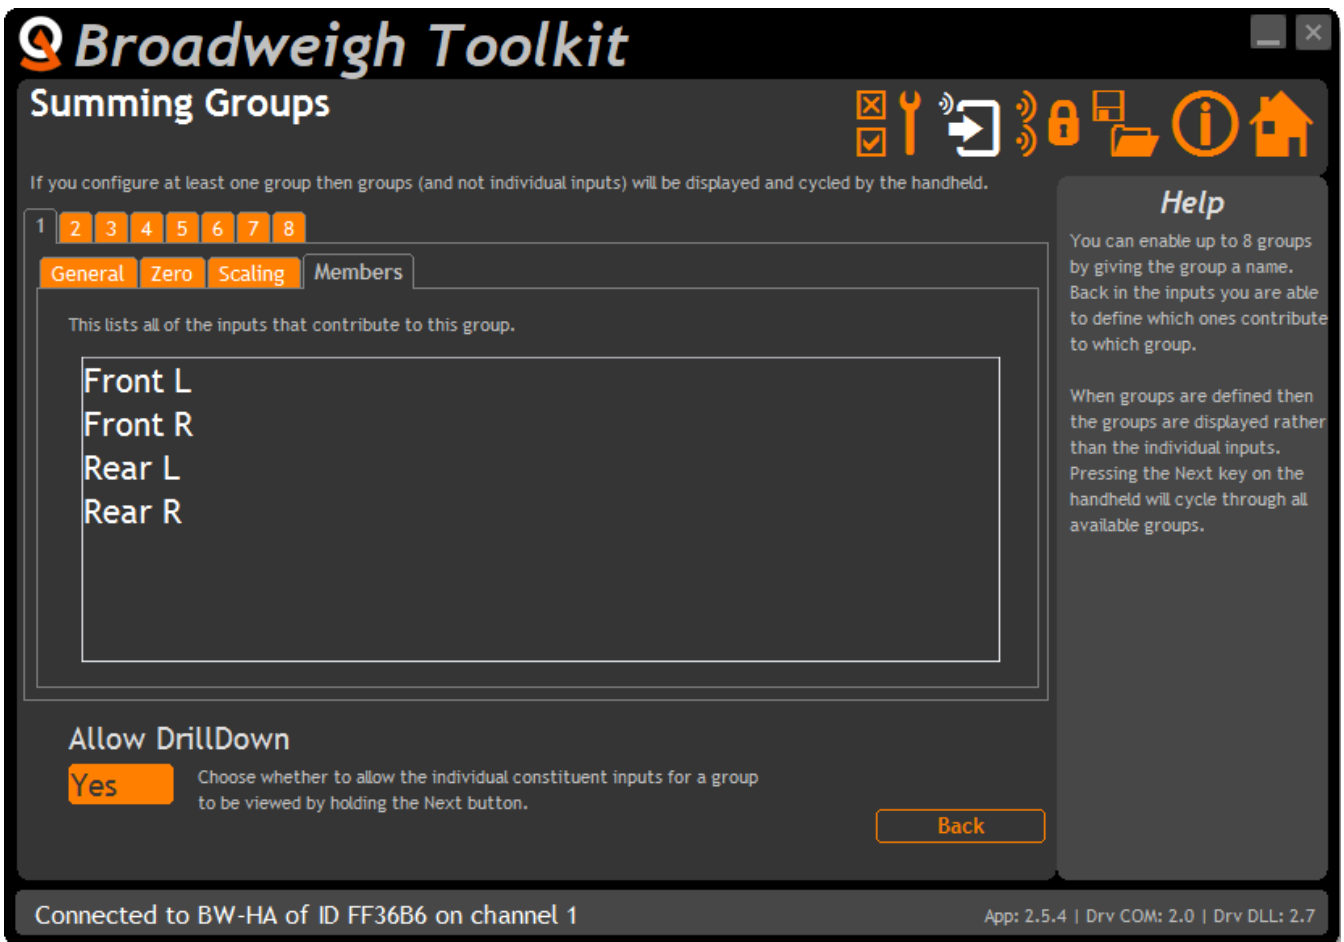 Broadweigh Toolkit
Summing Groups
If you configure at least one group then groups (and not individual inputs) will be displayed and cycled by the handheld.
1 2 3 4 5 6 7 8
General Zero Scaling Members
This lists all of the inputs that contribute to this group.
Front L
Front R
Rear L
Rear R
Allow DrillDown
Yes
Choose whether to allow the individual constituent inputs for a group
to be viewed by holding the Next button.
Back
Help
You can enable up to 8 groups
by giving the group a name.
Back in the inputs you are able
to define which ones contribute
to which group.
When groups are defined then
the groups are displayed rather
than the individual inputs.
Pressing the Next key on the
handheld will cycle through all
available groups.
Connected to BW-HA of ID FF36B6 on channel 1
App: 2.5.4 | Drv COM: 2.0 | Drv DLL: 2.7